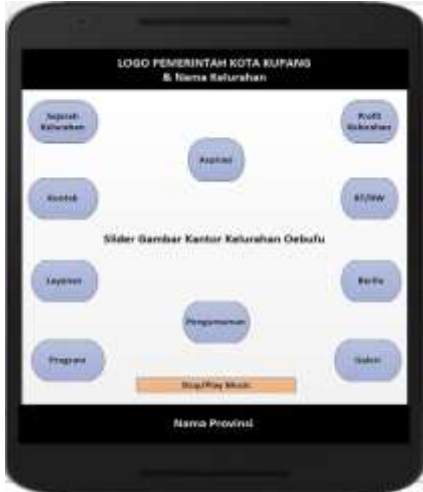 LOGO PEMERINTAH KOTA KUPANG
& Nama Kelurahan
Sejarah
Kelurahan
Profil
Kelurahan
Aspirasi
Kontak
RT/RW
Slider Gambar Kantor Kelurahan Oebufu
Layanan
Berita
Pengumuman
Program
Galeri
Stop/Play Music
Nama Provinsi